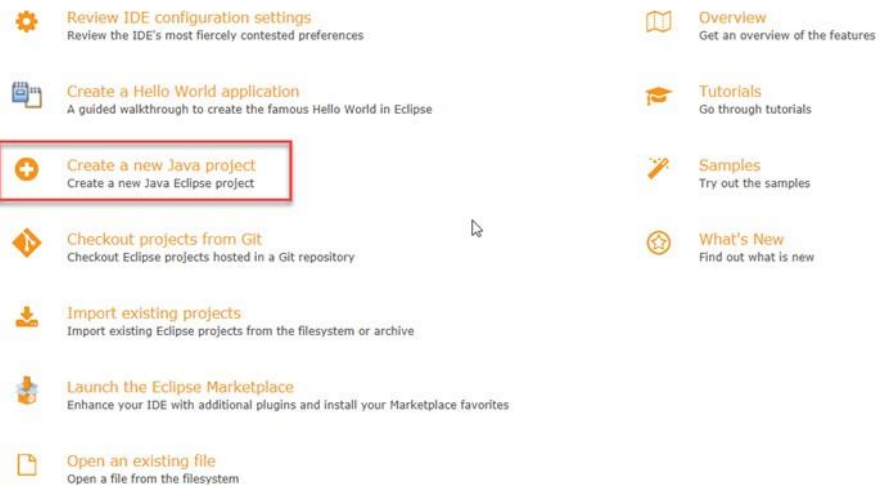 Review IDE configuration settings
Review the IDE's most fiercely contested preferences
Create a Hello World application
A guided walkthrough to create the famous Hello World in Eclipse
Create a new Java project
Create a new Java Eclipse project
Checkout projects from Git
Checkout Eclipse projects hosted in a Git repository
Import existing projects
Import existing Eclipse projects from the filesystem or archive
Launch the Eclipse Marketplace
Enhance your IDE with additional plugins and install your Marketplace favorites
Open an existing file
Open a file from the filesystem
Overview
Get an overview of the features
Tutorials
Go through tutorials
Samples
Try out the samples
What's New
Find out what is new